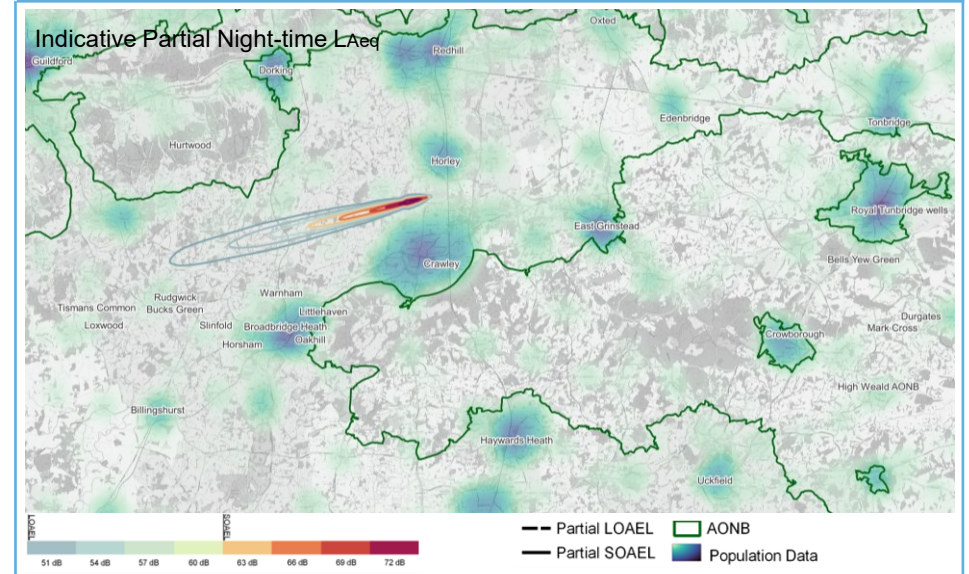 Indicative Partial Night-time LAeq
Oxted
Redhill
Guildford
Dorking
Edenbridge
Tonbridge
Hurtwood
Horley
Royal Tunbridge wells
East Grinstead
Bells Yew Green
Crawley
Warnham
Rudgwick
Bucks Green
Tismans Common
Littlehaven
Loxwood
Slinfold
Broadbridge Heath
Durgates
Mark Cross
Horsham
Oakhill
Crowborough
High Weald AONB
Billingshurst
Haywards Heath
Uckfield
LOAEL
SOAEL
51 dB 54 dB 57 dB 60 dB 63 dB 66 dB 69 dB 72 dB
Partial LOAEL
AONB
Partial SOAEL
Population Data